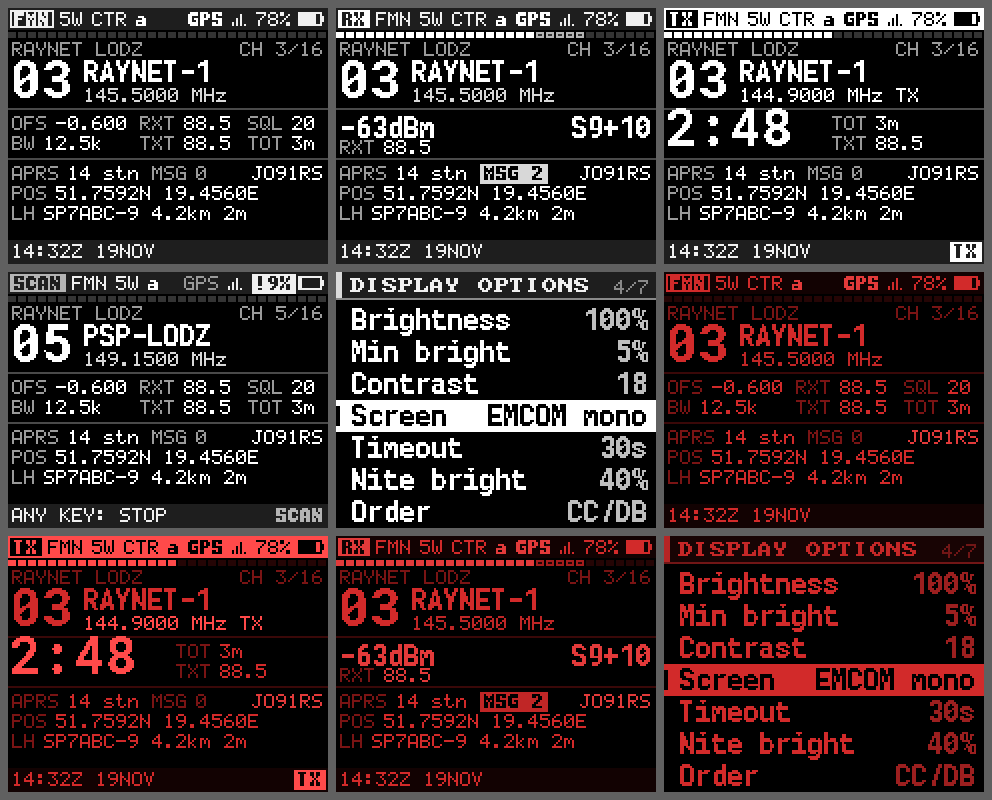 FMN 5W CTR a GPS 78%
RAYNET LODZ CH 3/16
03 RAYNET-1
145.5000 MHz
OFS -0.600 RXT 88.5 SQL 20
BW 12.5k TXT 88.5 TOT 3m
APRS 14 stn MSG 0 JO91RS
POS 51.7592N 19.4560E
LH SP7ABC-9 4.2km 2m
14:32Z 19NOV
RX FMN 5W CTR a GPS 78%
RAYNET LODZ CH 3/16
03 RAYNET-1
145.5000 MHz
-63dBm S9+10
RXT 88.5
APRS 14 stn MSG 2 JO91RS
POS 51.7592N 19.4560E
LH SP7ABC-9 4.2km 2m
14:32Z 19NOV
TX FMN 5W CTR a GPS 78%
RAYNET LODZ CH 3/16
03 RAYNET-1
144.9000 MHz TX
2:48 TOT 3m
TXT 88.5
APRS 14 stn MSG 0 JO91RS
POS 51.7592N 19.4560E
LH SP7ABC-9 4.2km 2m
14:32Z 19NOV TX
SCAN FMN 5W a GPS !9%
RAYNET LODZ CH 5/16
05 PSP-LODZ
149.1500 MHz
OFS -0.600 RXT 88.5 SQL 20
BW 12.5k TXT 88.5 TOT 3m
APRS 14 stn MSG 0 JO91RS
POS 51.7592N 19.4560E
LH SP7ABC-9 4.2km 2m
ANY KEY: STOP SCAN
DISPLAY OPTIONS 4/7
Brightness 100%
Min bright 5%
Contrast 18
Screen EMCOM mono
Timeout 30s
Nite bright 40%
Order CC/DB
FMN 5W CTR a GPS 78%
RAYNET LODZ CH 3/16
03 RAYNET-1
145.5000 MHz
OFS -0.600 RXT 88.5 SQL 20
BW 12.5k TXT 88.5 TOT 3m
APRS 14 stn MSG 0 JO91RS
POS 51.7592N 19.4560E
LH SP7ABC-9 4.2km 2m
14:32Z 19NOV
TX FMN 5W CTR a GPS 78%
RAYNET LODZ CH 3/16
03 RAYNET-1
144.9000 MHz TX
2:48 TOT 3m
TXT 88.5
APRS 14 stn MSG 0 JO91RS
POS 51.7592N 19.4560E
LH SP7ABC-9 4.2km 2m
14:32Z 19NOV TX
RX FMN 5W CTR a GPS 78%
RAYNET LODZ CH 3/16
03 RAYNET-1
145.5000 MHz
-63dBm S9+10
RXT 88.5
APRS 14 stn MSG 2 JO91RS
POS 51.7592N 19.4560E
LH SP7ABC-9 4.2km 2m
14:32Z 19NOV
DISPLAY OPTIONS 4/7
Brightness 100%
Min bright 5%
Contrast 18
Screen EMCOM mono
Timeout 30s
Nite bright 40%
Order CC/DB